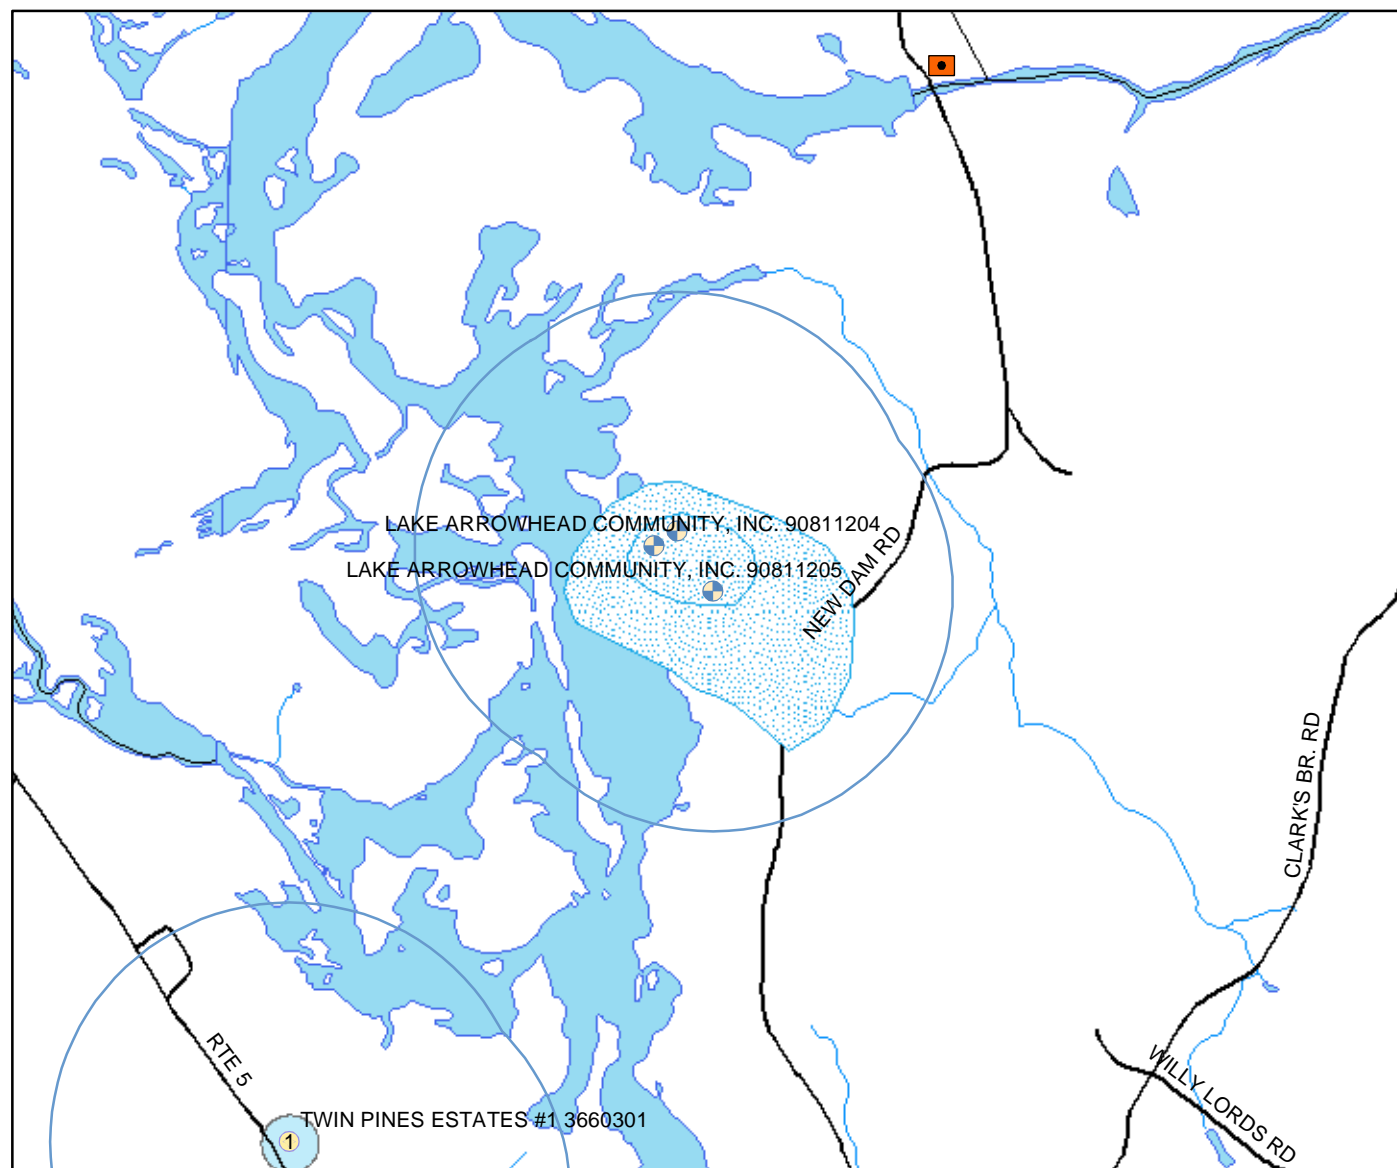 LAKE ARROWHEAD COMMUNITY, INC. 90811204
LAKE ARROWHEAD COMMUNITY, INC. 90811205
NEW DAM RD
CLARK'S BR. RD
RTE 5
WILLY LORDS RD
TWIN PINES ESTATES #1 3660301
1